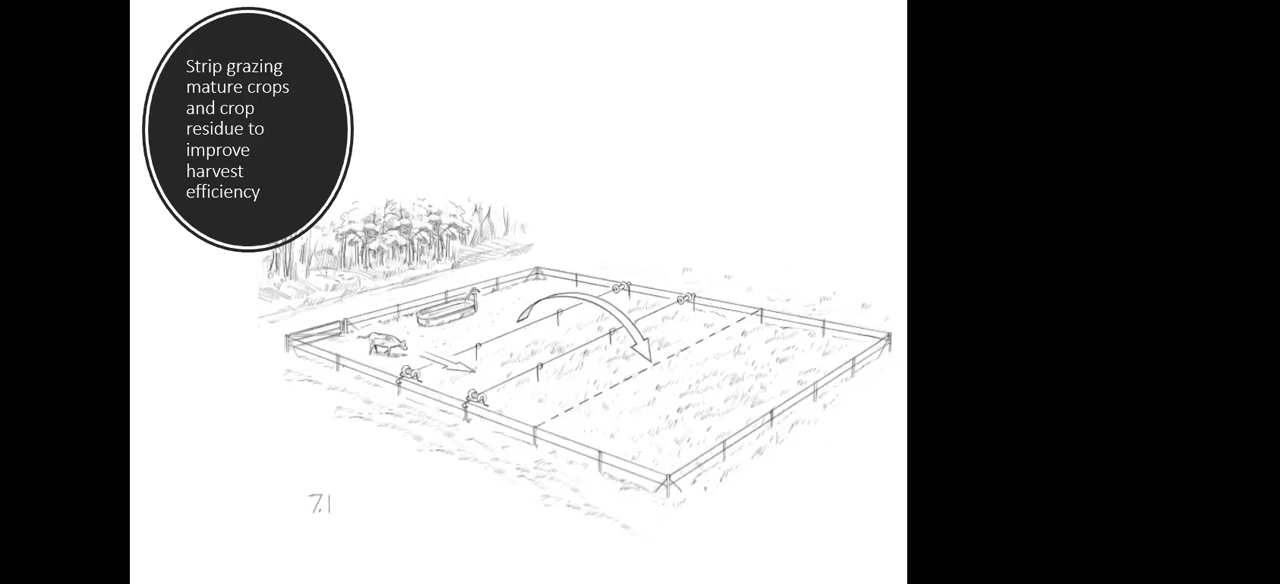 Strip grazing
mature crops
and crop
residue to
improve
harvest
efficiency
7.1